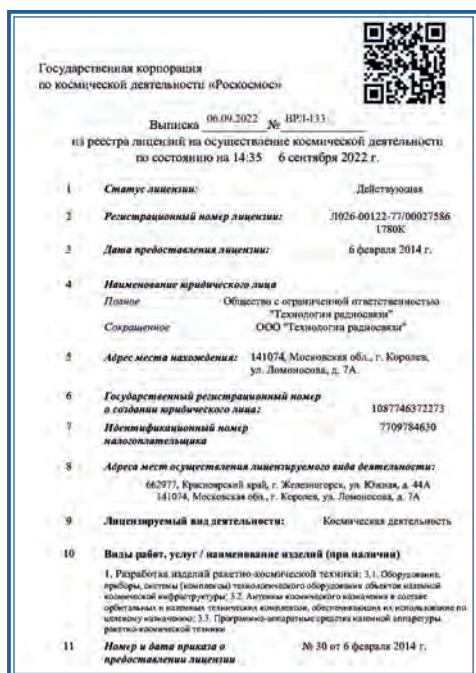 Государственная корпорация
по космической деятельности «Роскосмос»
Выписка 06.09.2022 № ВРЛ-133
из реестра лицензий на осуществление космической деятельности
по состоянию на 14:35 6 сентября 2022 г.
1 Статус лицензии: Действующая
2 Регистрационный номер лицензии: Л026-00122-77/00027586
1780К
3 Дата предоставления лицензии: 6 февраля 2014 г.
4 Наименование юридического лица
Полное Общество с ограниченной ответственностью
"Технологии радиосвязи"
Сокращенное ООО "Технологии радиосвязи"
5 Адрес места нахождения: 141074, Московская обл., г. Королев,
ул. Ломоносова, д. 7А
6 Государственный регистрационный номер
о создании юридического лица: 1087746372273
7 Идентификационный номер
налогоплательщика 7709784630
8 Адреса мест осуществления лицензируемого вида деятельности:
662977, Красноярский край, г. Железногорск, ул. Южная, д. 44А
141074, Московская обл., г. Королев, ул. Ломоносова, д. 7А
9 Лицензируемый вид деятельности: Космическая деятельность
10 Виды работ, услуг / наименование изделий (при наличии)
1. Разработка изделий ракетно-космической техники: 3.1. Оборудование,
приборы, системы (комплексы) технологического оборудования объектов наземной
космической инфраструктуры; 3.2. Антенны космического назначения в составе
орбитальных и наземных технических комплексов, обеспечивающих их использование по
целевому назначению; 3.3. Программно-аппаратные средства наземной аппаратуры
ракетно-космической техники
11 Номер и дата приказа о № 30 от 6 февраля 2014 г.
предоставлении лицензии